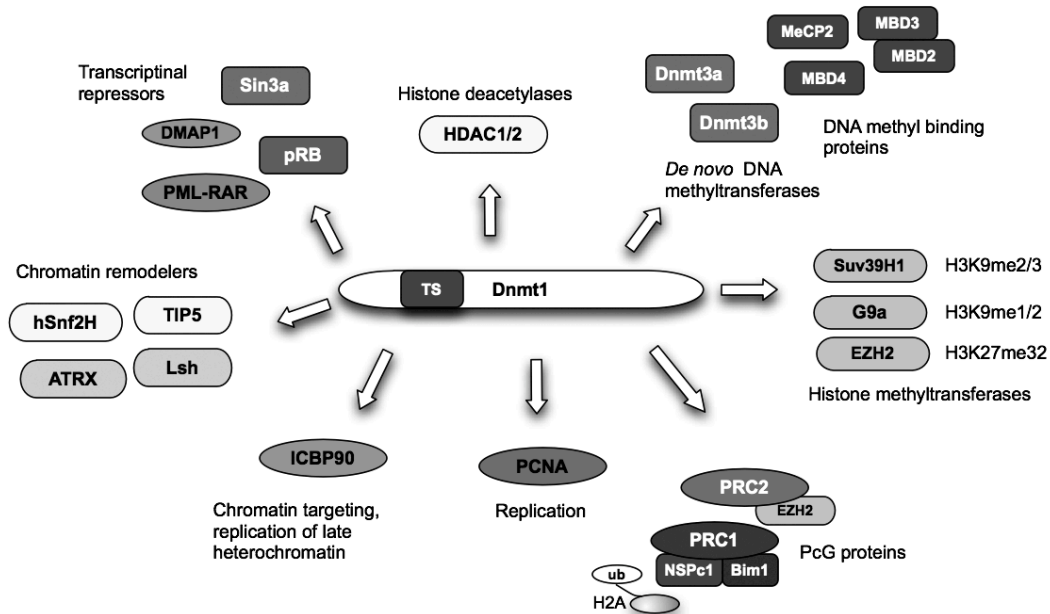 Transcriptinal
repressors
Sin3a
DMAP1
pRB
PML-RAR
Histone deacetylases
HDAC1/2
Dnmt3a
Dnmt3b
De novo DNA
methyltransferases
MeCP2
MBD3
MBD2
MBD4
DNA methyl binding
proteins
Chromatin remodelers
hSnf2H
TIP5
ATRX
Lsh
TS
Dnmt1
Suv39H1 H3K9me2/3
G9a H3K9me1/2
EZH2 H3K27me32
Histone methyltransferases
ICBP90
Chromatin targeting,
replication of late
heterochromatin
PCNA
Replication
PRC2
EZH2
PRC1
NSPc1 Bim1
PcG proteins
ub
H2A